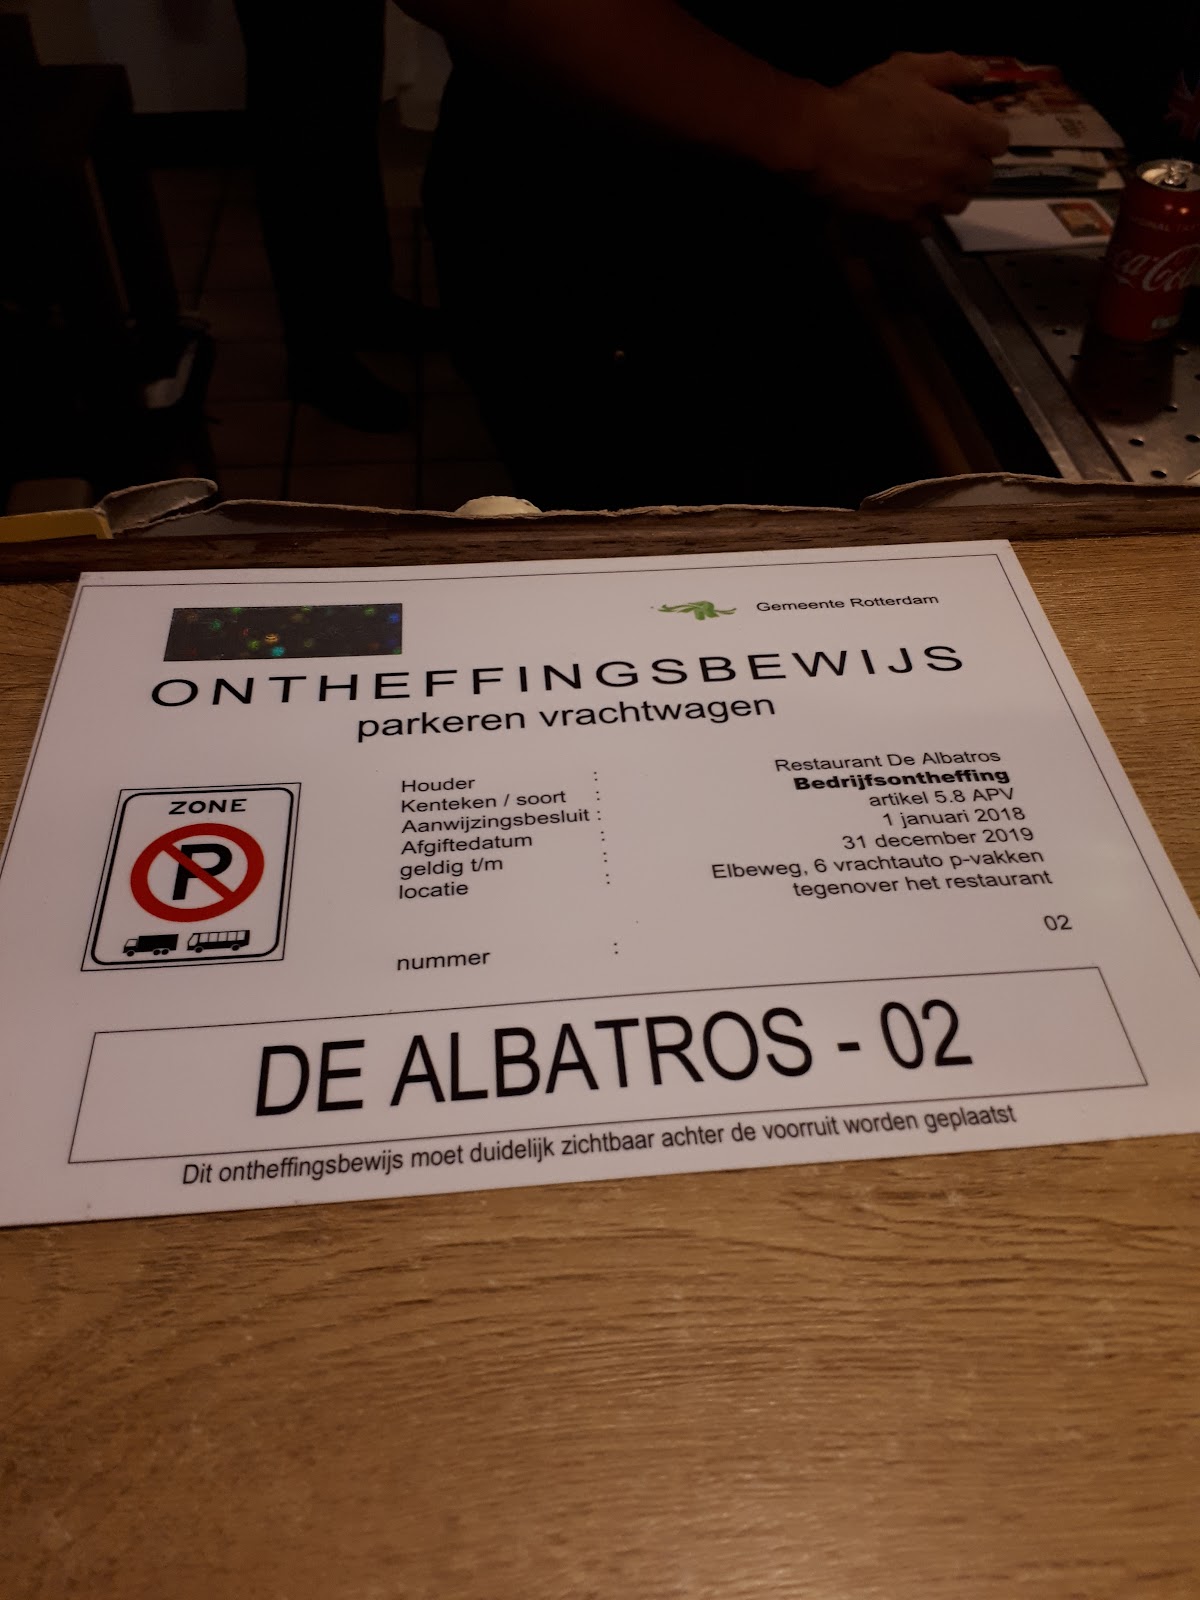 Coca-Cola
Gemeente Rotterdam
ONTHEFFINGSBEWIJS
parkeren vrachtwagen
ZONE
P
Houder : Restaurant De Albatros
Kenteken / soort : Bedrijfsontheffing
Aanwijzingsbesluit : artikel 5.8 APV
Afgiftedatum : 1 januari 2018
geldig t/m : 31 december 2019
locatie : Elbeweg, 6 vrachtauto p-vakken
tegenover het restaurant
nummer : 02
DE ALBATROS - 02
Dit ontheffingsbewijs moet duidelijk zichtbaar achter de voorruit worden geplaatst